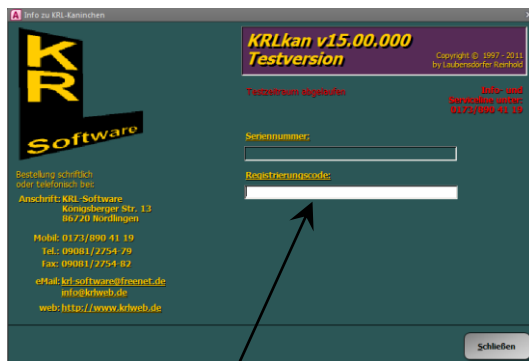 Info zu KRL-Kaninchen
KR
Software
KRLkan v15.00.000
Testversion
Copyright © 1997 - 2011
by Laubensdörfer Reinhold
Testzeitraum abgelaufen
Info- und
Serviceline unter:
0173/890 41 19
Seriennummer:
Registrierungscode:
Bestellung schriftlich
oder telefonisch bei:
Anschrift: KRL-Software
Königsberger Str. 13
86720 Nördlingen
Mobil: 0173/890 41 19
Tel.: 09081/2754-79
Fax: 09081/2754-82
eMail: krl-software@freenet.de
info@krlweb.de
web: http://www.krlweb.de
Schließen